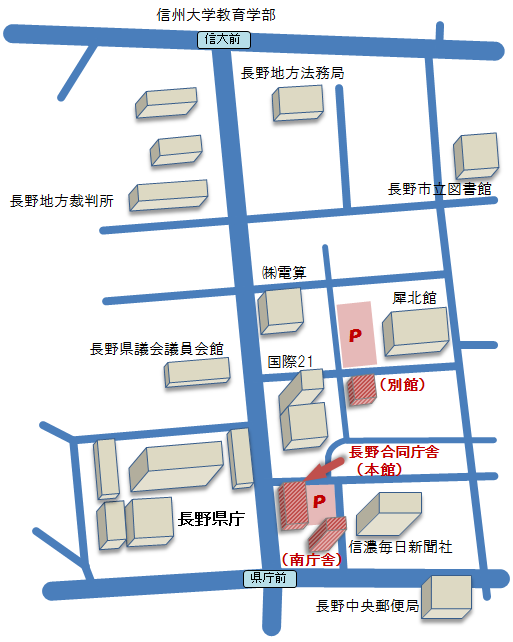 信州大学教育学部
信大前
長野地方法務局
長野市立図書館
長野地方裁判所
㈱電算
犀北館
P
長野県議会議員会館
国際21
（別館）
長野合同庁舎
（本館）
P
長野県庁
（南庁舎）
信濃毎日新聞社
県庁前
長野中央郵便局